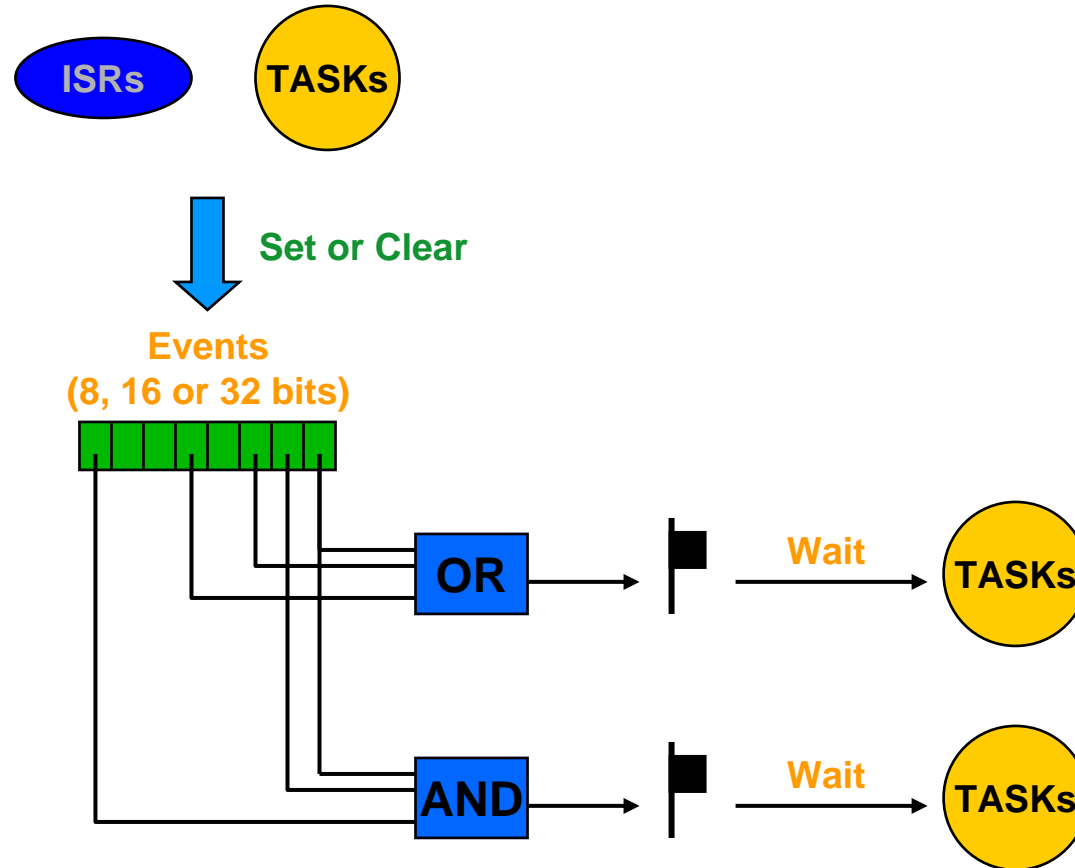 ISRs
TASKs
Set or Clear
Events
(8, 16 or 32 bits)
OR
Wait
TASKs
AND
Wait
TASKs